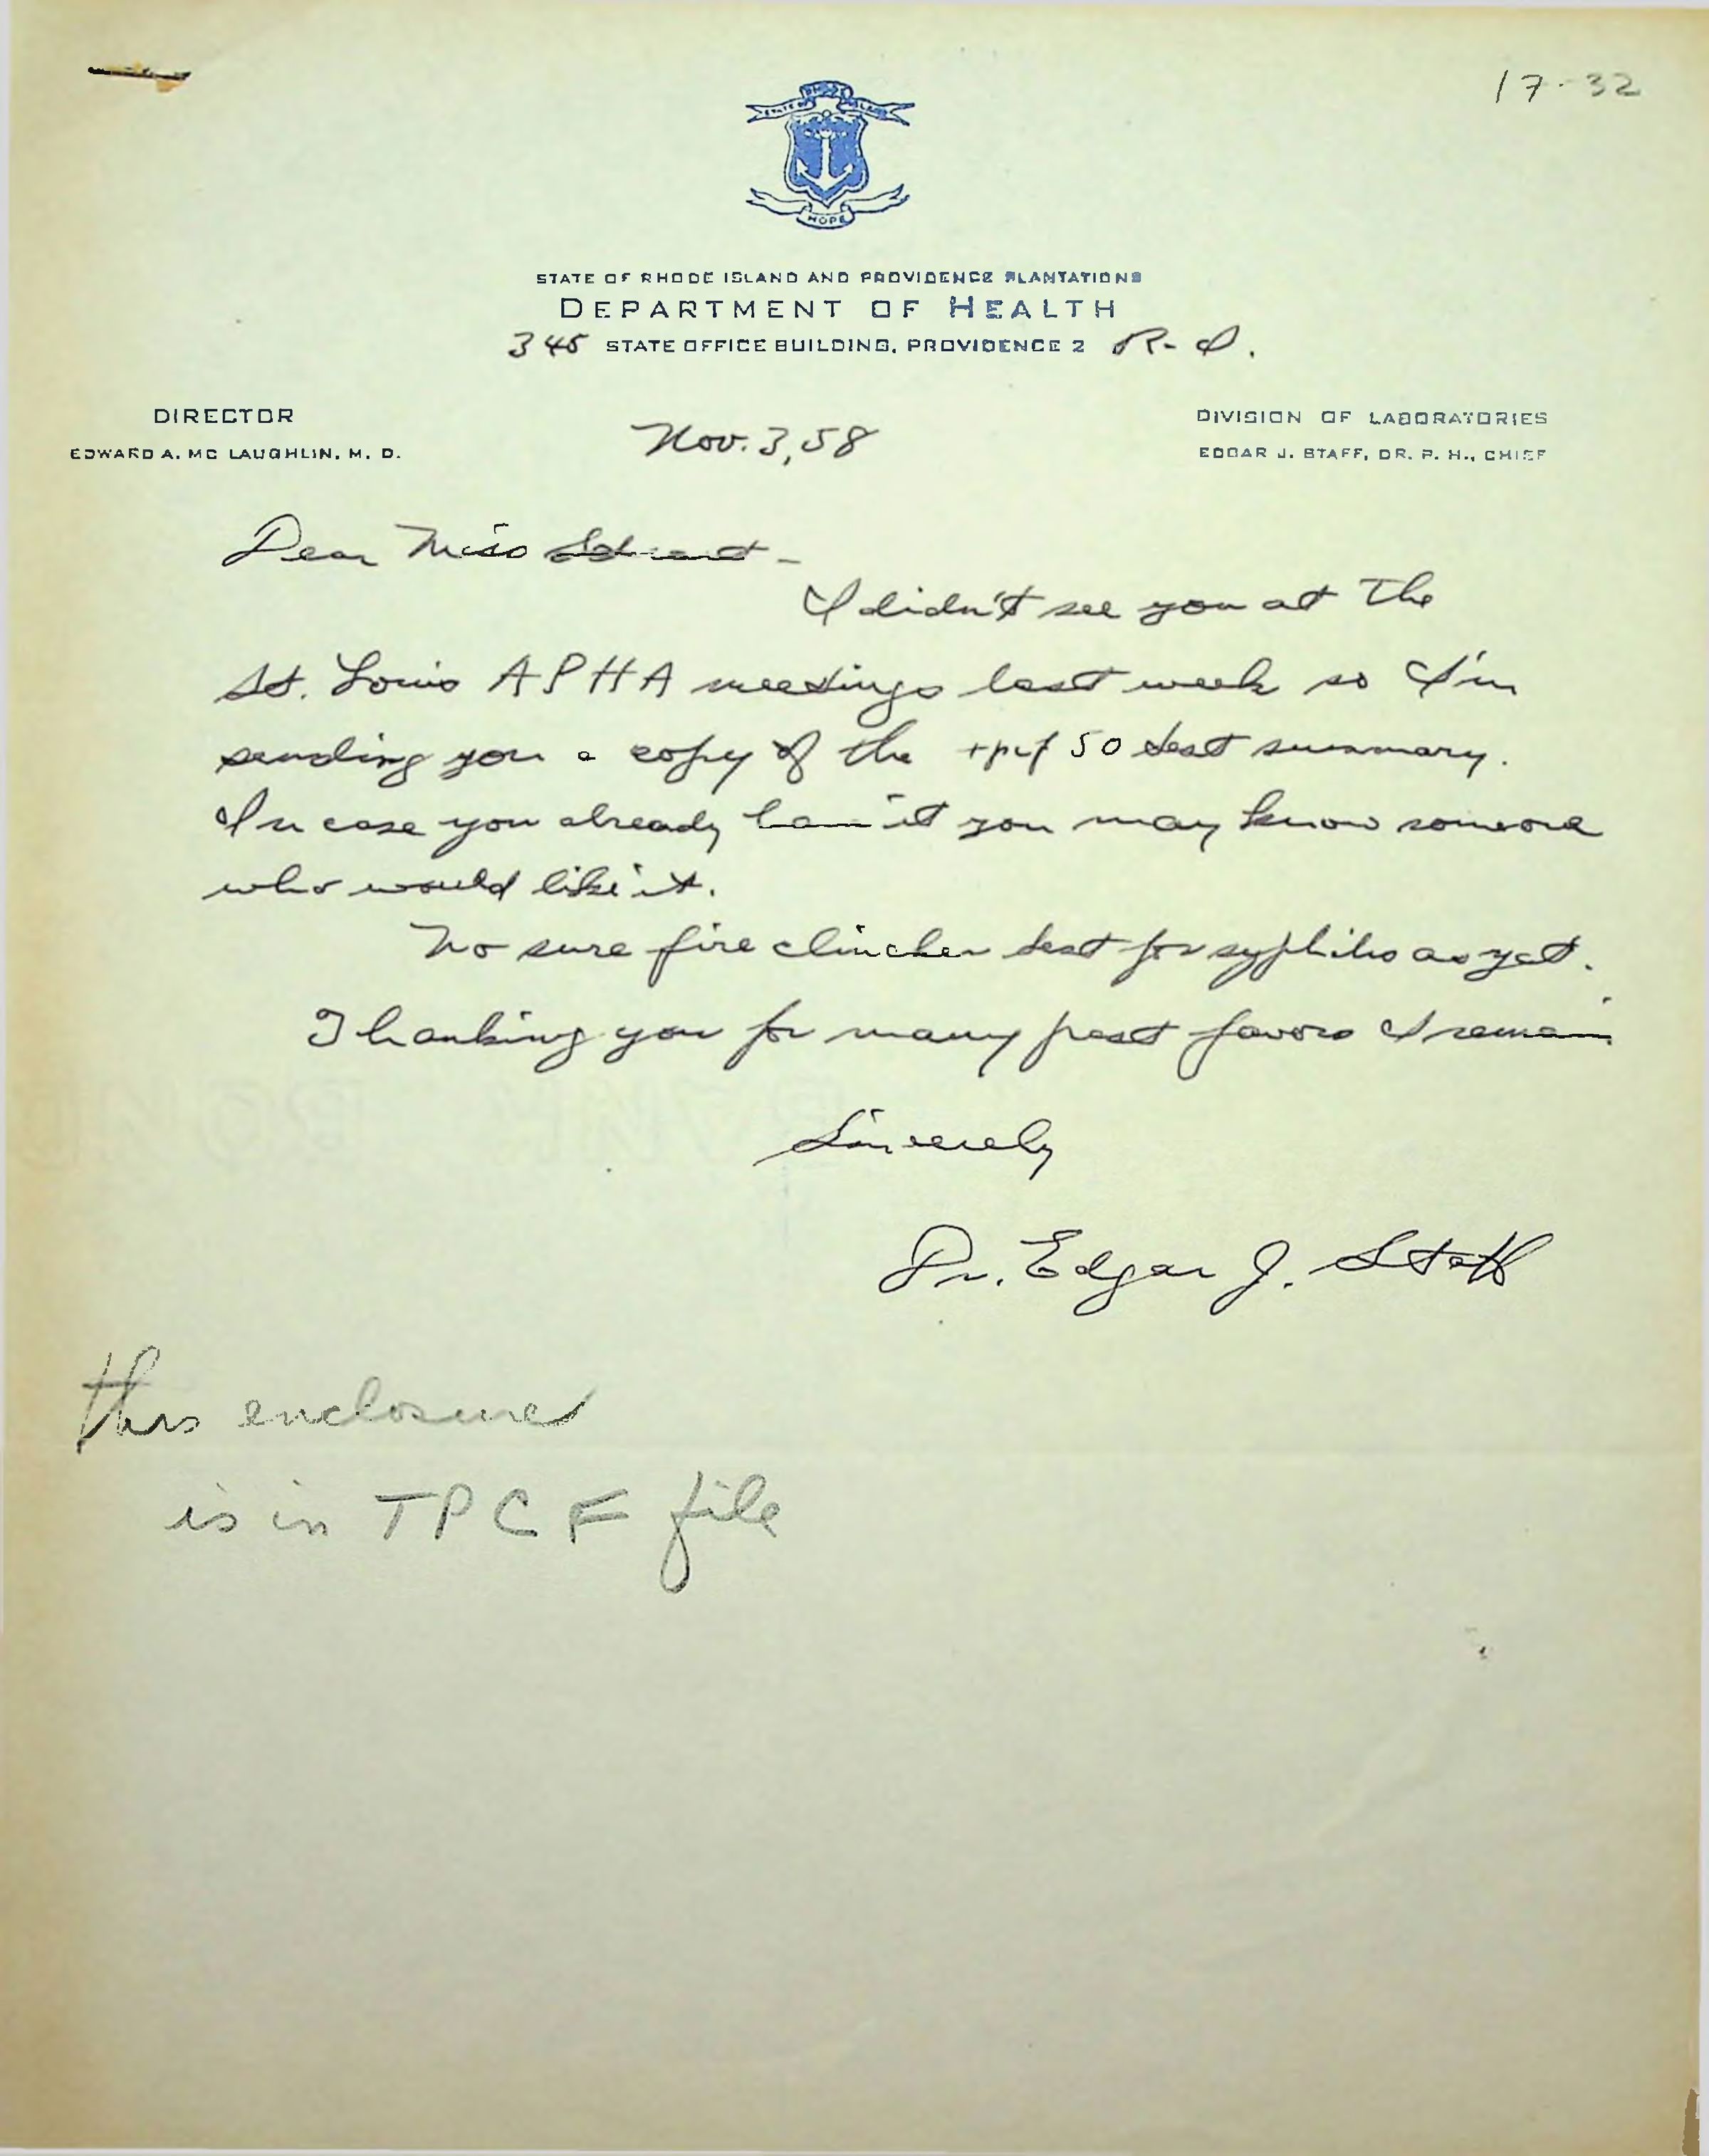 17-32
STATE OF RHODE ISLAND
HOPE
STATE OF RHODE ISLAND AND PROVIDENCE PLANTATIONS
DEPARTMENT OF HEALTH
345 STATE OFFICE BUILDING, PROVIDENCE 2 R-I.
DIRECTOR
EDWARD A. MC LAUGHLIN, M. D.
Nov. 3, 58
DIVISION OF LABORATORIES
EDGAR J. STAFF, DR. P. H., CHIEF
Dear Miss
I didn't see you at the
St. Louis APHA meetings last week so I'm
sending you a copy of the tpcf 50 test summary.
In case you already have it you may know someone
who would like it.
No sure fire clincher test for syphilis as yet.
Thanking you for many past favors I remain
Sincerely
Dr. Edgar J. Staff
this enclosure
is in TPCF file